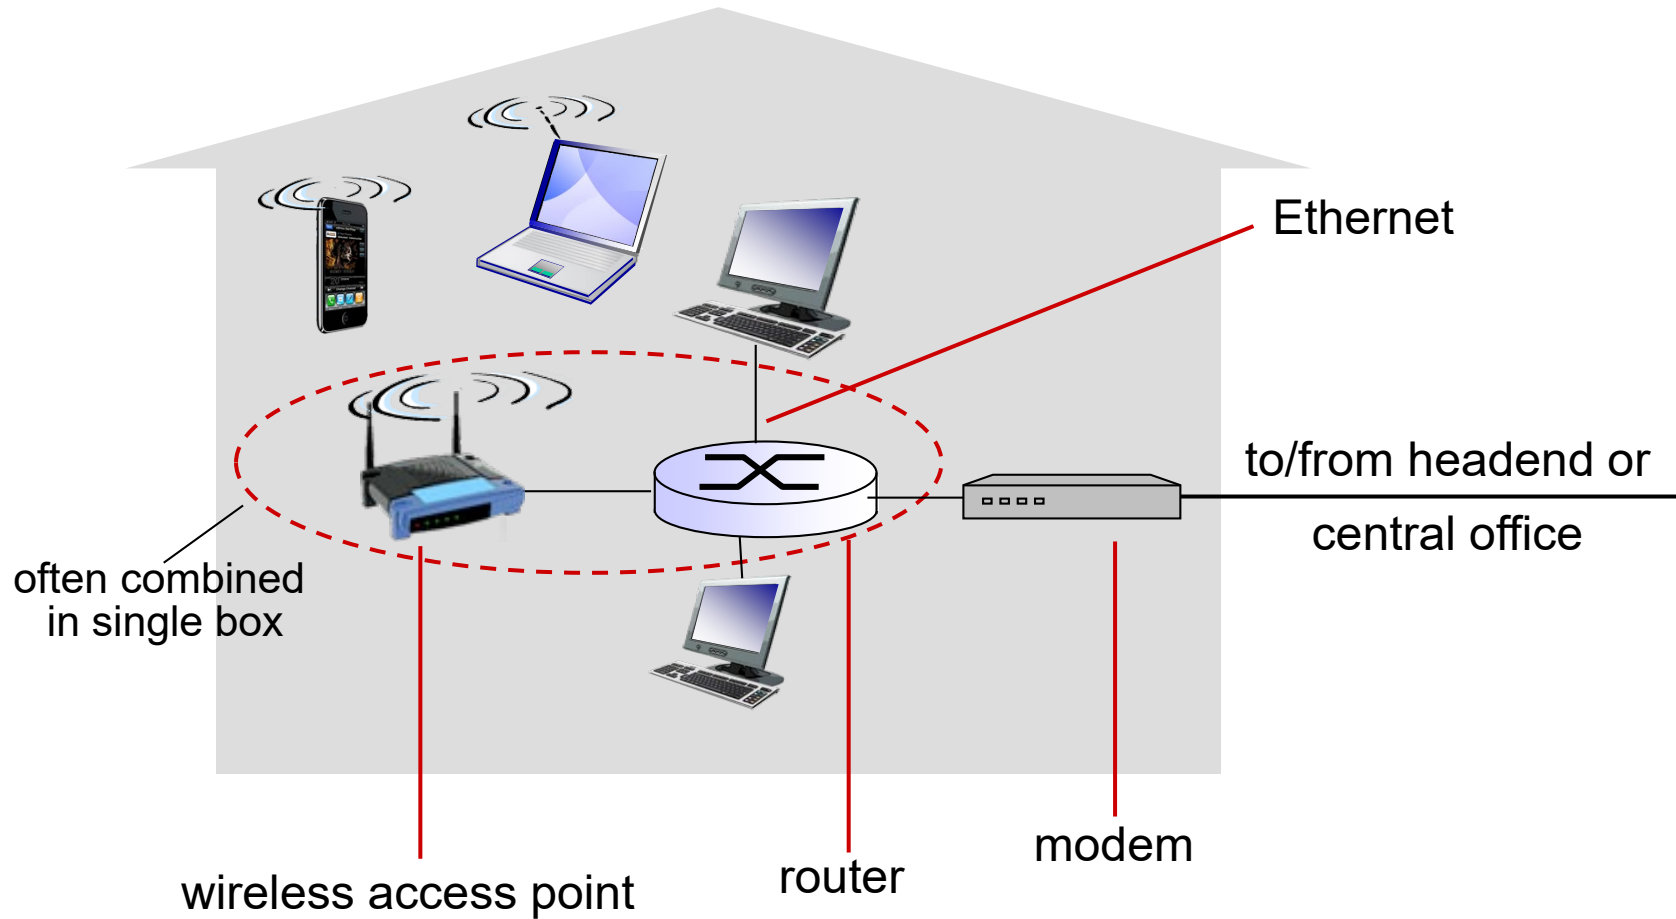 Ethernet
to/from headend or
central office
often combined
in single box
wireless access point
router
modem